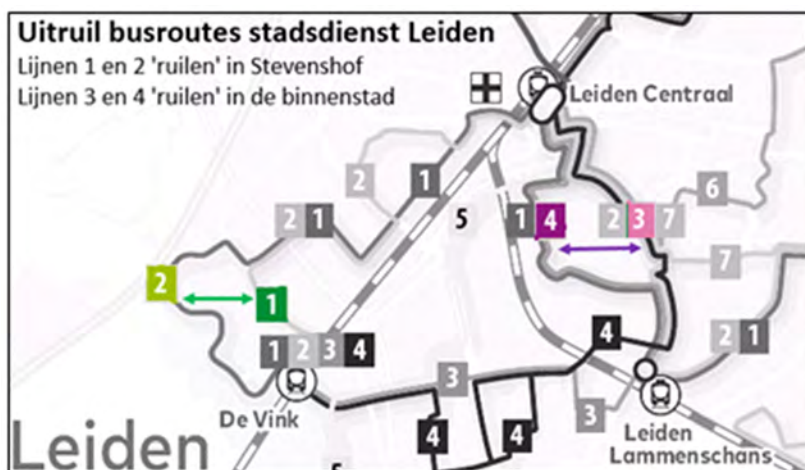 Uitruil busroutes stadsdienst Leiden
Lijnen 1 en 2 'ruilen' in Stevenshof
Lijnen 3 en 4 'ruilen' in de binnenstad
Leiden Centraal
2 1 6
2 1 5 1 4 2 3 7
7
2 1
4 2 1
1 2 3 4
3
De Vink 3
4 4
Leiden
Lammenschans
Leiden